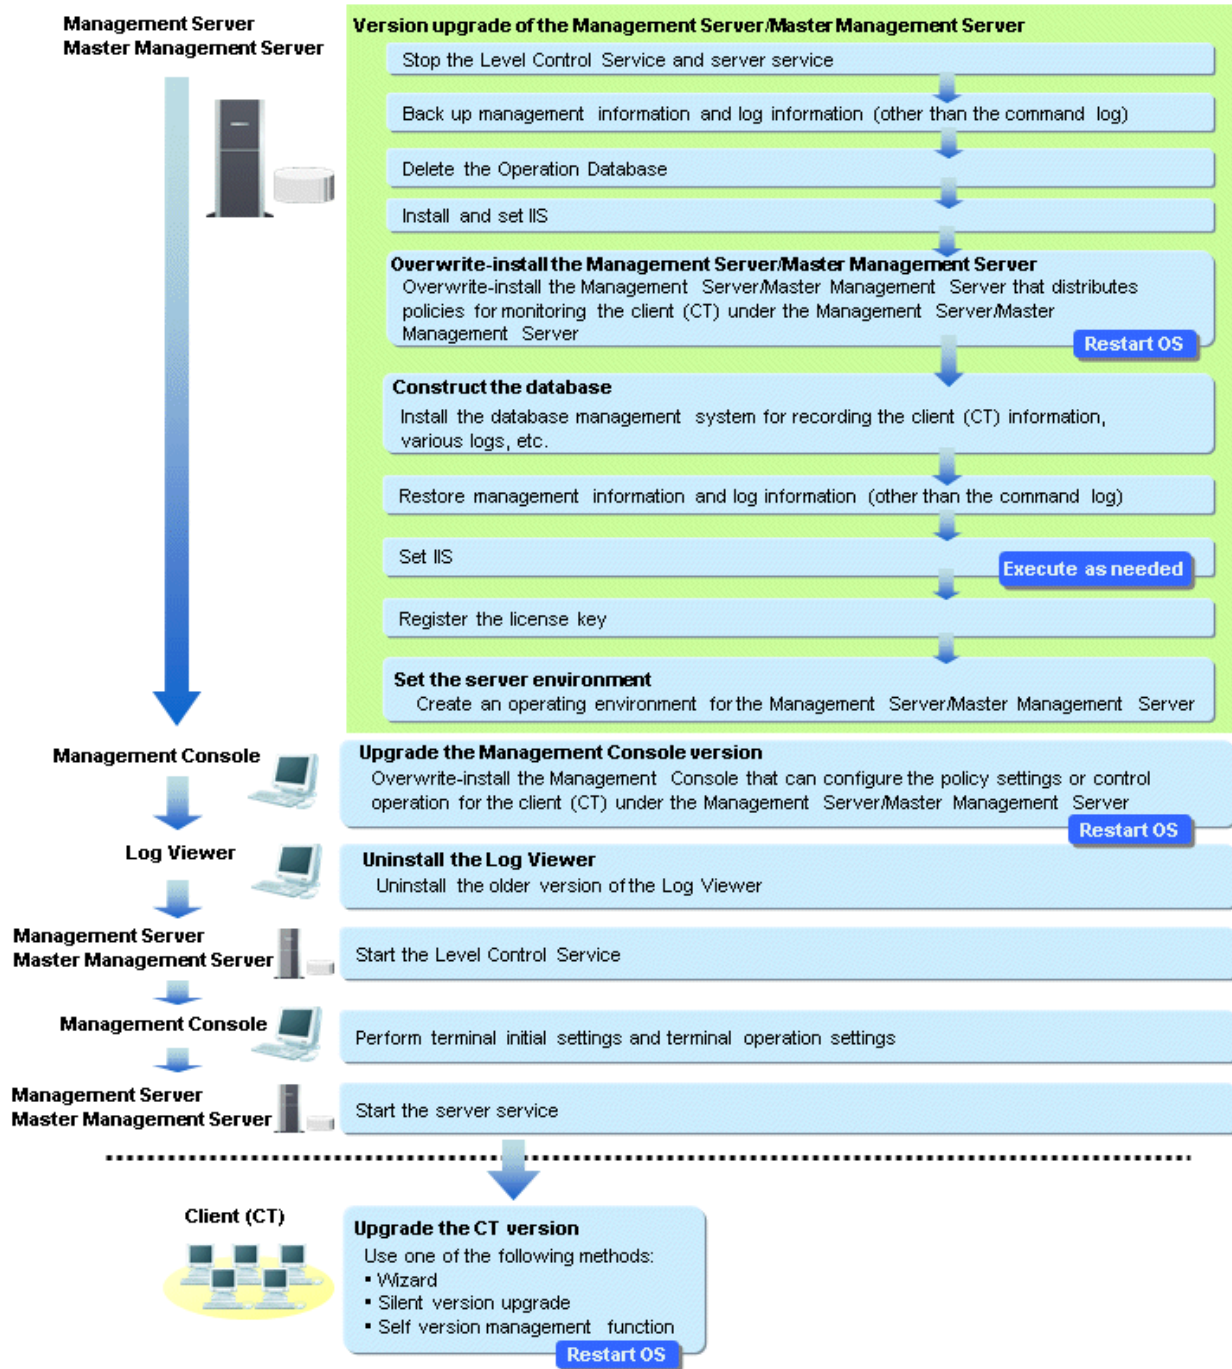 Management Server
Master Management Server
Version upgrade of the Management Server/Master Management Server
Stop the Level Control Service and server service
Back up management information and log information (other than the command log)
Delete the Operation Database
Install and set IIS
Overwrite-install the Management Server/Master Management Server
Overwrite-install the Management Server/Master Management Server that distributes
policies for monitoring the client (CT) under the Management Server/Master
Management Server
Restart OS
Construct the database
Install the database management system for recording the client (CT) information,
various logs, etc.
Restore management information and log information (other than the command log)
Set IIS
Execute as needed
Register the license key
Set the server environment
Create an operating environment for the Management Server/Master Management Server
Management Console
Upgrade the Management Console version
Overwrite-install the Management Console that can configure the policy settings or control
operation for the client (CT) under the Management Server/Master Management Server
Restart OS
Log Viewer
Uninstall the Log Viewer
Uninstall the older version of the Log Viewer
Management Server
Master Management Server
Start the Level Control Service
Management Console
Perform terminal initial settings and terminal operation settings
Management Server
Master Management Server
Start the server service
Client (CT)
Upgrade the CT version
Use one of the following methods:
▪ Wizard
▪ Silent version upgrade
▪ Self version management function
Restart OS